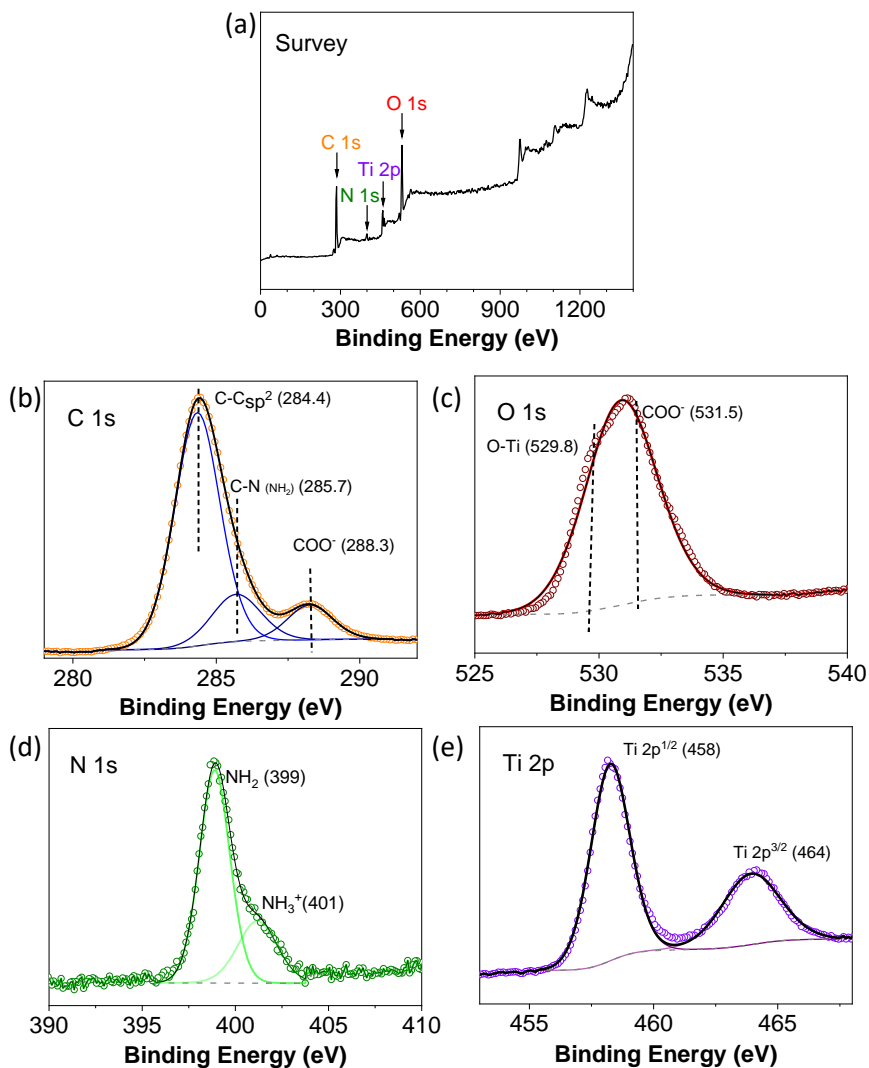 (a)
Survey
O 1s
C 1s
Ti 2p
N 1s
0 300 600 900 1200
Binding Energy (eV)
(b)
C 1s
C-Csp² (284.4)
C-N (NH₂) (285.7)
COO⁻ (288.3)
280 285 290
Binding Energy (eV)
(c)
O 1s
COO⁻ (531.5)
O-Ti (529.8)
525 530 535 540
Binding Energy (eV)
(d)
N 1s
NH₂ (399)
NH₃⁺(401)
390 395 400 405 410
Binding Energy (eV)
(e)
Ti 2p
Ti 2p¹/² (458)
Ti 2p³/² (464)
455 460 465
Binding Energy (eV)